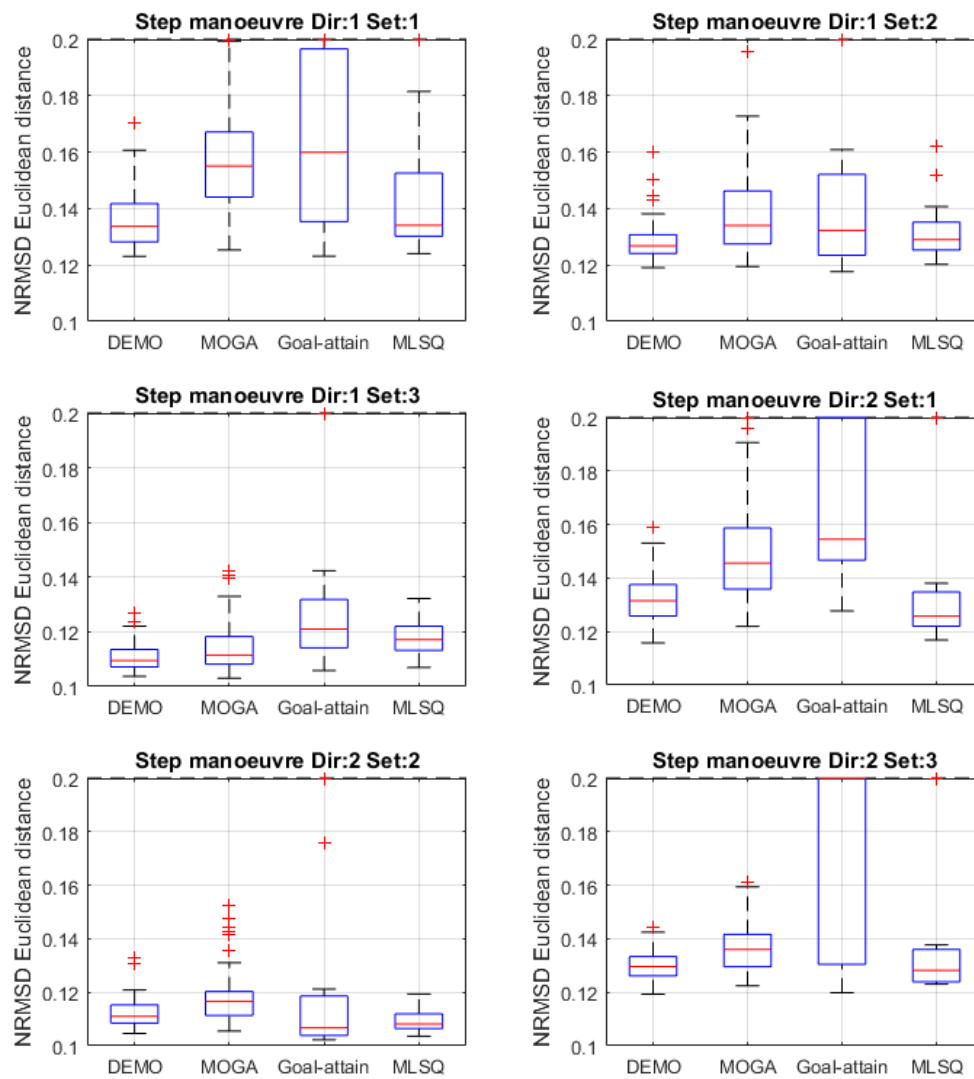 Step manoeuvre Dir:1 Set:1
NRMSD Euclidean distance
0.2
0.18
0.16
0.14
0.12
0.1
DEMO MOGA Goal-attain MLSQ
Step manoeuvre Dir:1 Set:2
NRMSD Euclidean distance
0.2
0.18
0.16
0.14
0.12
0.1
DEMO MOGA Goal-attain MLSQ
Step manoeuvre Dir:1 Set:3
NRMSD Euclidean distance
0.2
0.18
0.16
0.14
0.12
0.1
DEMO MOGA Goal-attain MLSQ
Step manoeuvre Dir:2 Set:1
NRMSD Euclidean distance
0.2
0.18
0.16
0.14
0.12
0.1
DEMO MOGA Goal-attain MLSQ
Step manoeuvre Dir:2 Set:2
NRMSD Euclidean distance
0.2
0.18
0.16
0.14
0.12
0.1
DEMO MOGA Goal-attain MLSQ
Step manoeuvre Dir:2 Set:3
NRMSD Euclidean distance
0.2
0.18
0.16
0.14
0.12
0.1
DEMO MOGA Goal-attain MLSQ